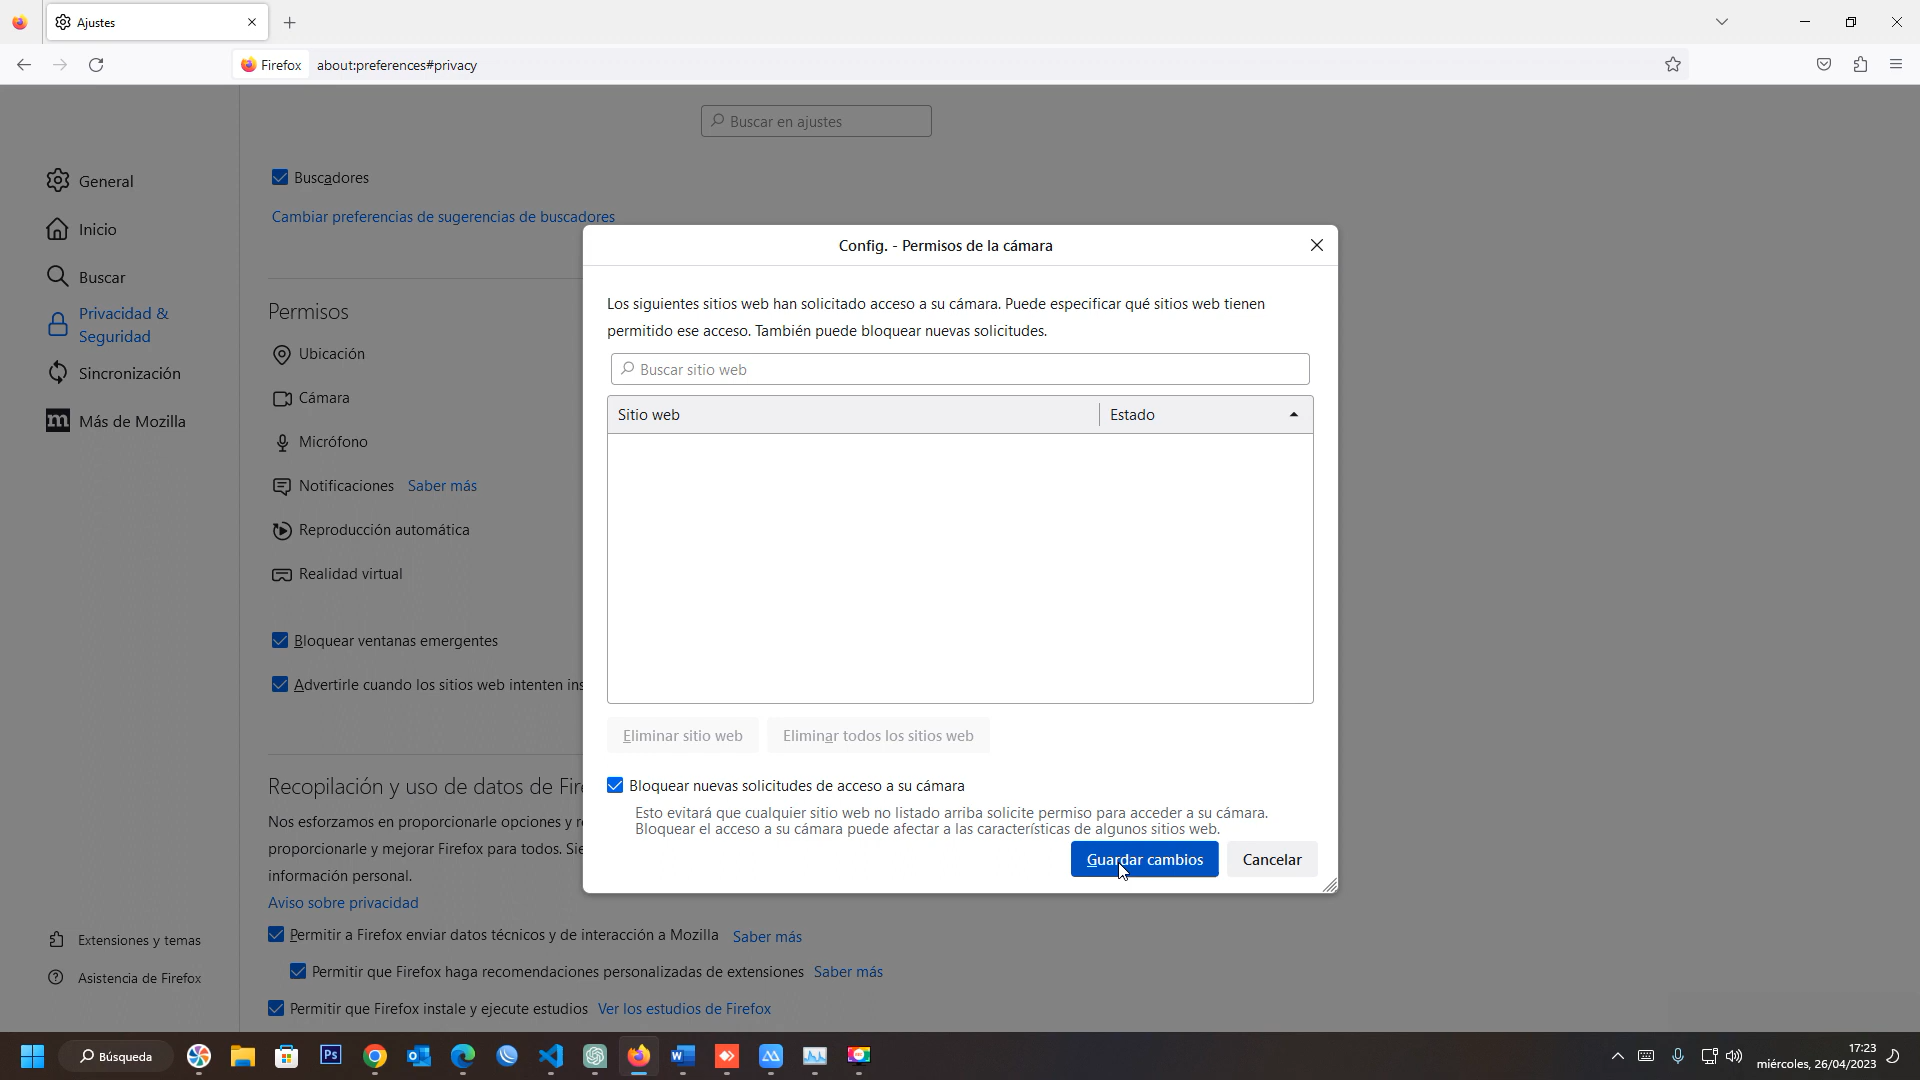 Ajustes
Firefox
about:preferences#privacy
Buscar en ajustes
General
Inicio
Buscar
Privacidad &
Seguridad
Sincronización
Más de Mozilla
Extensiones y temas
Asistencia de Firefox
Buscadores
Cambiar preferencias de sugerencias de buscadores
Permisos
Ubicación
Cámara
Micrófono
Notificaciones Saber más
Reproducción automática
Realidad virtual
Bloquear ventanas emergentes
Advertirle cuando los sitios web intenten ins
Recopilación y uso de datos de Fire
Nos esforzamos en proporcionarle opciones y re
proporcionarle y mejorar Firefox para todos. Sie
información personal.
Aviso sobre privacidad
Permitir a Firefox enviar datos técnicos y de interacción a Mozilla Saber más
Permitir que Firefox haga recomendaciones personalizadas de extensiones Saber más
Permitir que Firefox instale y ejecute estudios Ver los estudios de Firefox
Config. - Permisos de la cámara
Los siguientes sitios web han solicitado acceso a su cámara. Puede especificar qué sitios web tienen
permitido ese acceso. También puede bloquear nuevas solicitudes.
Buscar sitio web
Sitio web Estado
Eliminar sitio web Eliminar todos los sitios web
Bloquear nuevas solicitudes de acceso a su cámara
Esto evitará que cualquier sitio web no listado arriba solicite permiso para acceder a su cámara.
Bloquear el acceso a su cámara puede afectar a las características de algunos sitios web.
Guardar cambios Cancelar
Búsqueda
Ps
17:23
miércoles, 26/04/2023